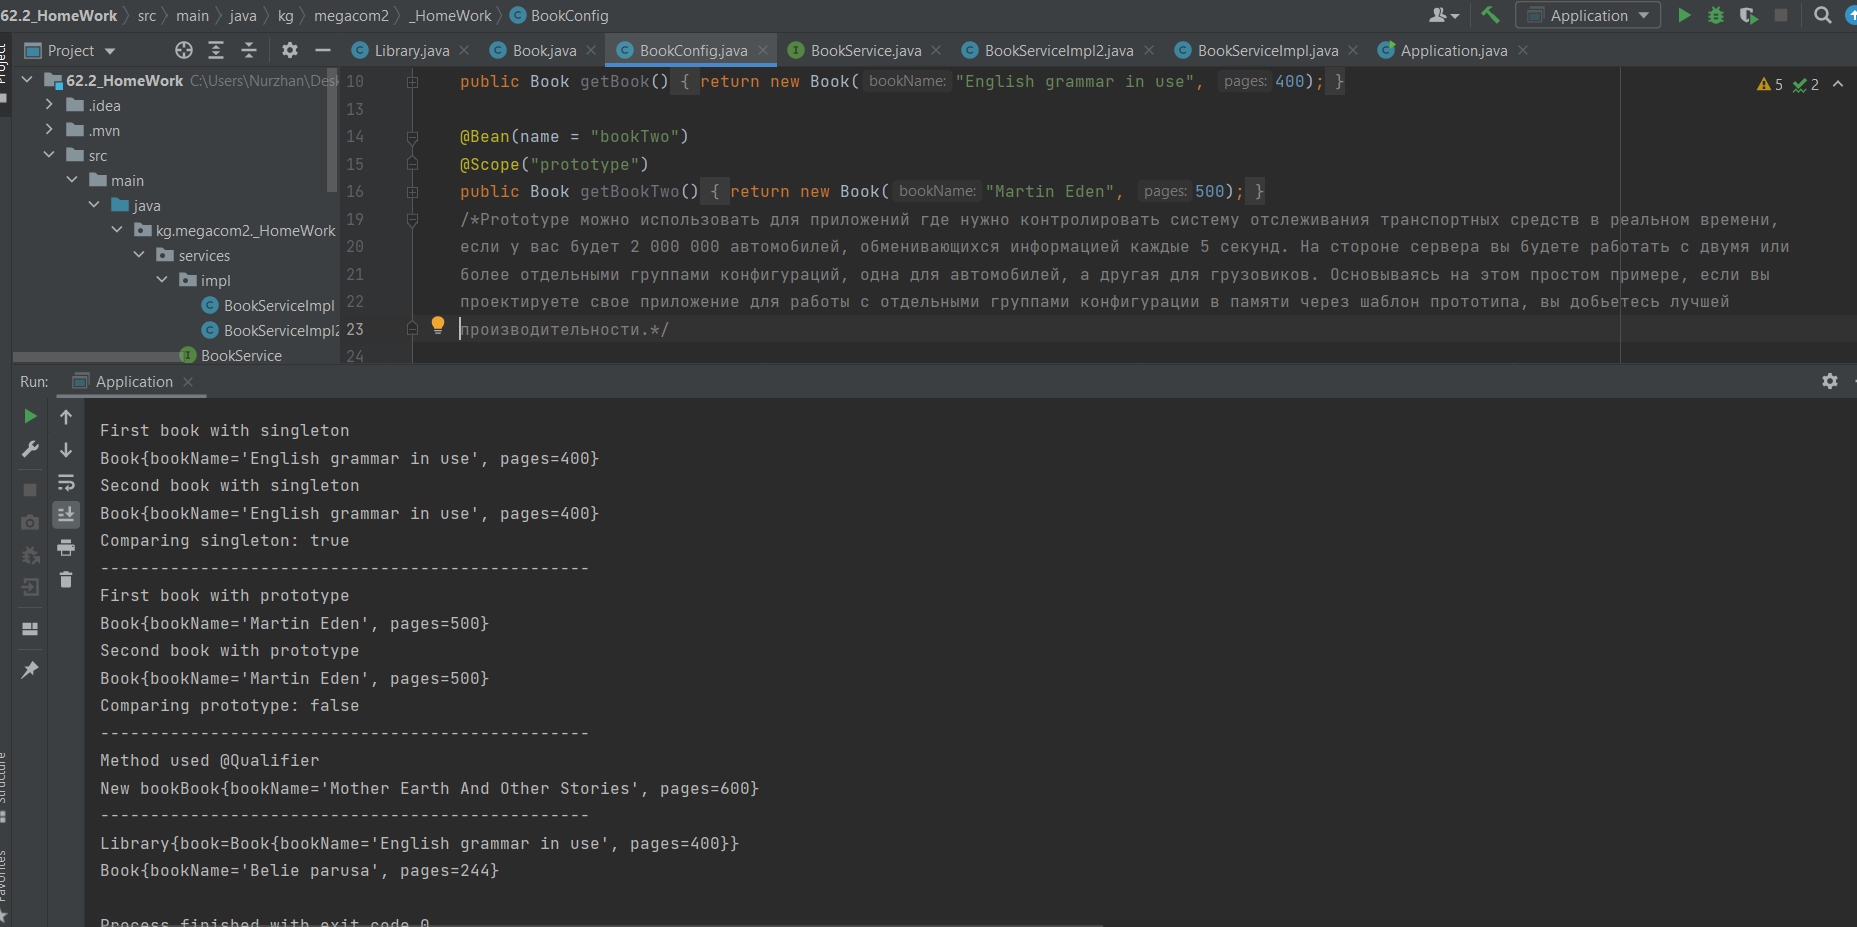 62.2_HomeWork src main java kg megacom2 _HomeWork BookConfig
Application
Project
Library.java Book.java BookConfig.java BookService.java BookServiceImpl2.java BookServiceImpl.java Application.java
Project
62.2_HomeWork C:\Users\Nurzhan\Desk
.idea
.mvn
src
main
java
kg.megacom2._HomeWork
services
impl
BookServiceImpl
BookServiceImpl2
BookService
5 2
10 public Book getBook() { return new Book( bookName: "English grammar in use", pages: 400); }
13
14 @Bean(name = "bookTwo")
15 @Scope("prototype")
16 public Book getBookTwo() { return new Book( bookName: "Martin Eden", pages: 500); }
19 /*Prototype можно использовать для приложений где нужно контролировать систему отслеживания транспортных средств в реальном времени,
20 если у вас будет 2 000 000 автомобилей, обменивающихся информацией каждые 5 секунд. На стороне сервера вы будете работать с двумя или
21 более отдельными группами конфигураций, одна для автомобилей, а другая для грузовиков. Основываясь на этом простом примере, если вы
22 проектируете свое приложение для работы с отдельными группами конфигурации в памяти через шаблон прототипа, вы добьетесь лучшей
23 производительности.*/
24
Run: Application
First book with singleton
Book{bookName='English grammar in use', pages=400}
Second book with singleton
Book{bookName='English grammar in use', pages=400}
Comparing singleton: true
-------------------------------------------------
First book with prototype
Book{bookName='Martin Eden', pages=500}
Second book with prototype
Book{bookName='Martin Eden', pages=500}
Comparing prototype: false
-------------------------------------------------
Method used @Qualifier
New bookBook{bookName='Mother Earth And Other Stories', pages=600}
-------------------------------------------------
Library{book=Book{bookName='English grammar in use', pages=400}}
Book{bookName='Belie parusa', pages=244}
Process finished with exit code 0
Structure
Favorites